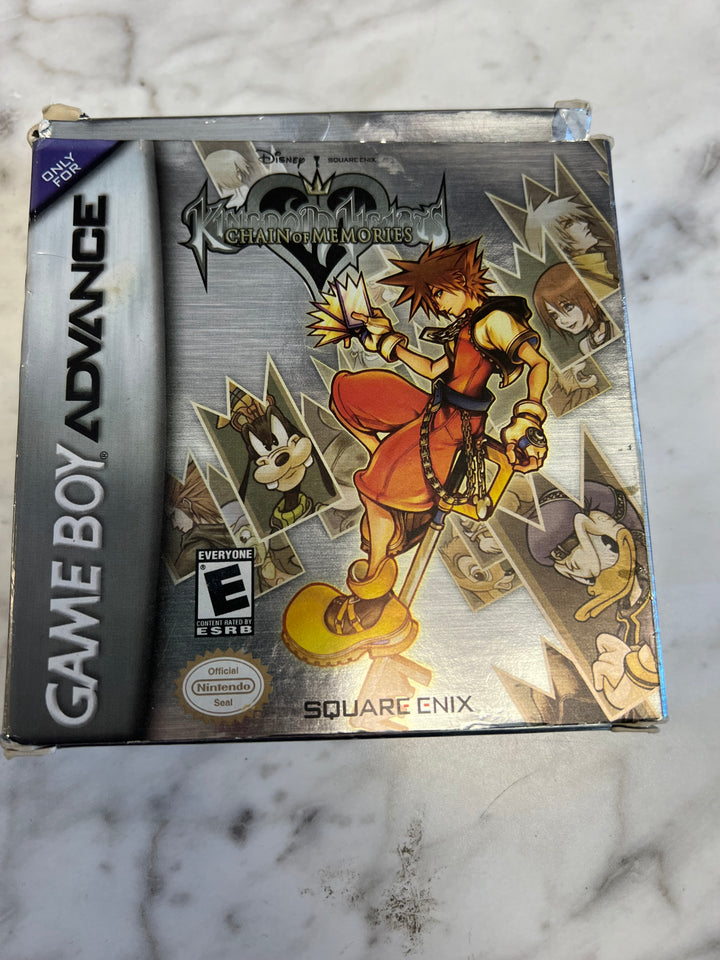 ONLY
FOR
GAME BOY ADVANCE
®
Disney
SQUARE ENIX
KINGDOM HEARTS
CHAIN OF MEMORIES
EVERYONE
E
®
CONTENT RATED BY
ESRB
Official
Nintendo
Seal
SQUARE ENIX